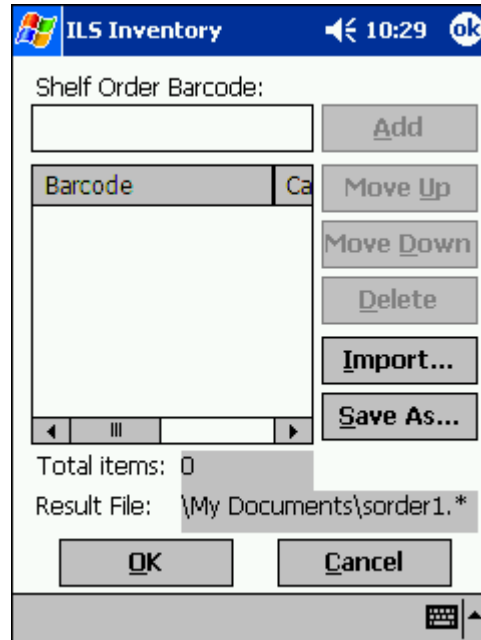 ILS Inventory 10:29 ok
Shelf Order Barcode:
Add
Barcode Ca
Move Up
Move Down
Delete
Import...
Save As...
Total items: 0
Result File: \My Documents\sorder1.*
OK Cancel